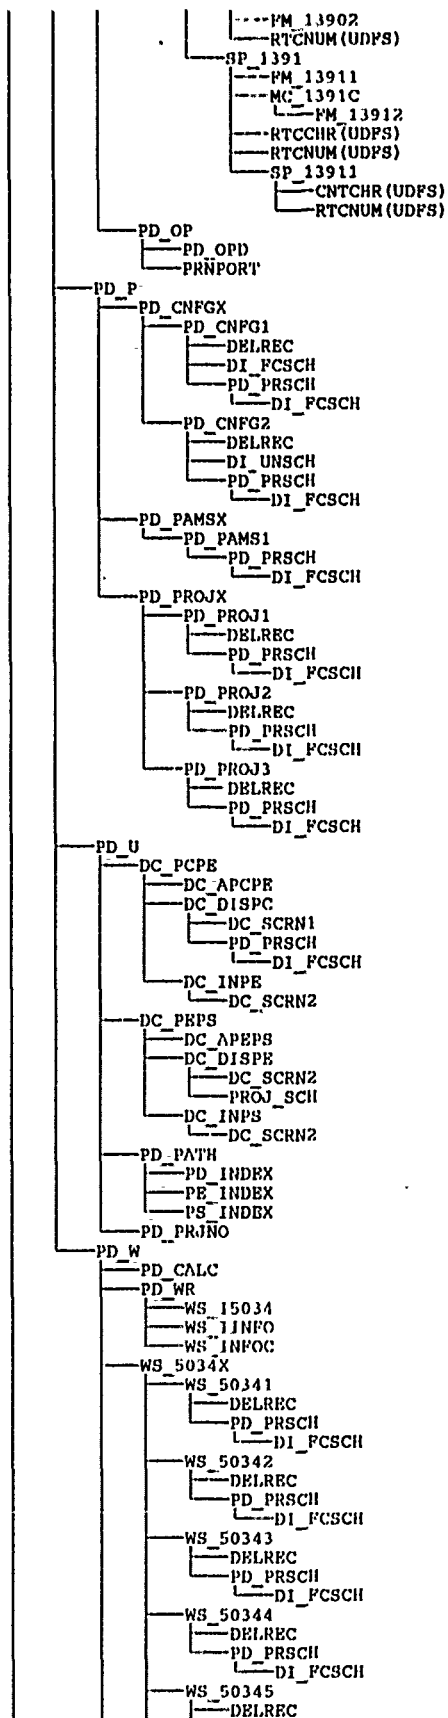 FM_13902
RTCNUM(UDFS)
SP_1391
FM_13911
MC_1391C
FM_13912
RTCCHR(UDFS)
RTCNUM(UDFS)
SP_13911
CNTCHR(UDFS)
RTCNUM(UDFS)
PD_OP
PD_OPD
PRNPORT
PD_P
PD_CNFGX
PD_CNFG1
DELREC
DI_FCSCH
PD_PRSCH
DI_FCSCH
PD_CNFG2
DELREC
DI_UNSCH
PD_PRSCH
DI_FCSCH
PD_PAMSX
PD_PAMS1
PD_PRSCH
DI_FCSCH
PD_PROJX
PD_PROJ1
DELREC
PD_PRSCH
DI_FCSCH
PD_PROJ2
DELREC
PD_PRSCH
DI_FCSCH
PD_PROJ3
DELREC
PD_PRSCH
DI_FCSCH
PD_U
DC_PCPE
DC_APCPE
DC_DISPC
DC_SCRN1
PD_PRSCH
DI_FCSCH
DC_INPE
DC_SCRN2
DC_PEPS
DC_APEPS
DC_DISPE
DC_SCRN2
PROJ_SCH
DC_INPS
DC_SCRN2
PD_PATH
PD_INDEX
PE_INDEX
PS_INDEX
PD_PRJNO
PD_W
PD_CALC
PD_WR
WS_I5034
WS_IINFO
WS_INFOC
WS_5034X
WS_50341
DELREC
PD_PRSCH
DI_FCSCH
WS_50342
DELREC
PD_PRSCH
DI_FCSCH
WS_50343
DELREC
PD_PRSCH
DI_FCSCH
WS_50344
DELREC
PD_PRSCH
DI_FCSCH
WS_50345
DELREC